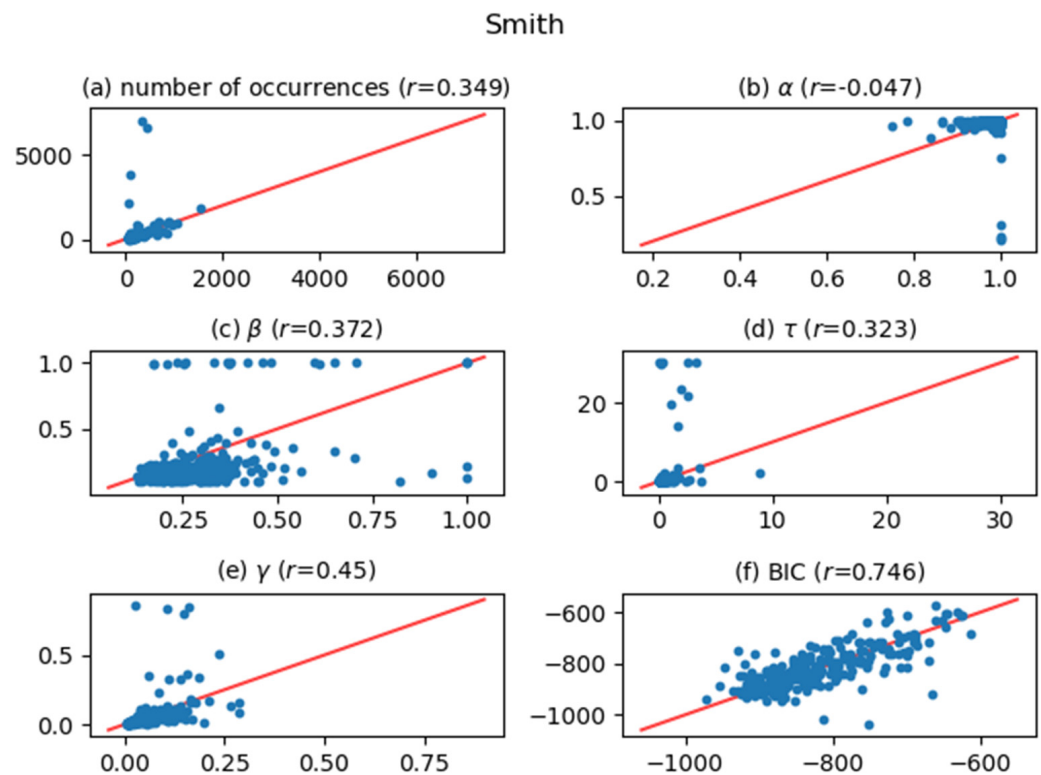 Smith
(a) number of occurrences (r=0.349)
5000
0
0 2000 4000 6000
(b) α (r=-0.047)
1.0
0.5
0.2 0.4 0.6 0.8 1.0
(c) β (r=0.372)
1.0
0.5
0.25 0.50 0.75 1.00
(d) τ (r=0.323)
20
0
0 10 20 30
(e) γ (r=0.45)
0.5
0.0
0.00 0.25 0.50 0.75
(f) BIC (r=0.746)
−600
−800
−1000
−1000 −800 −600